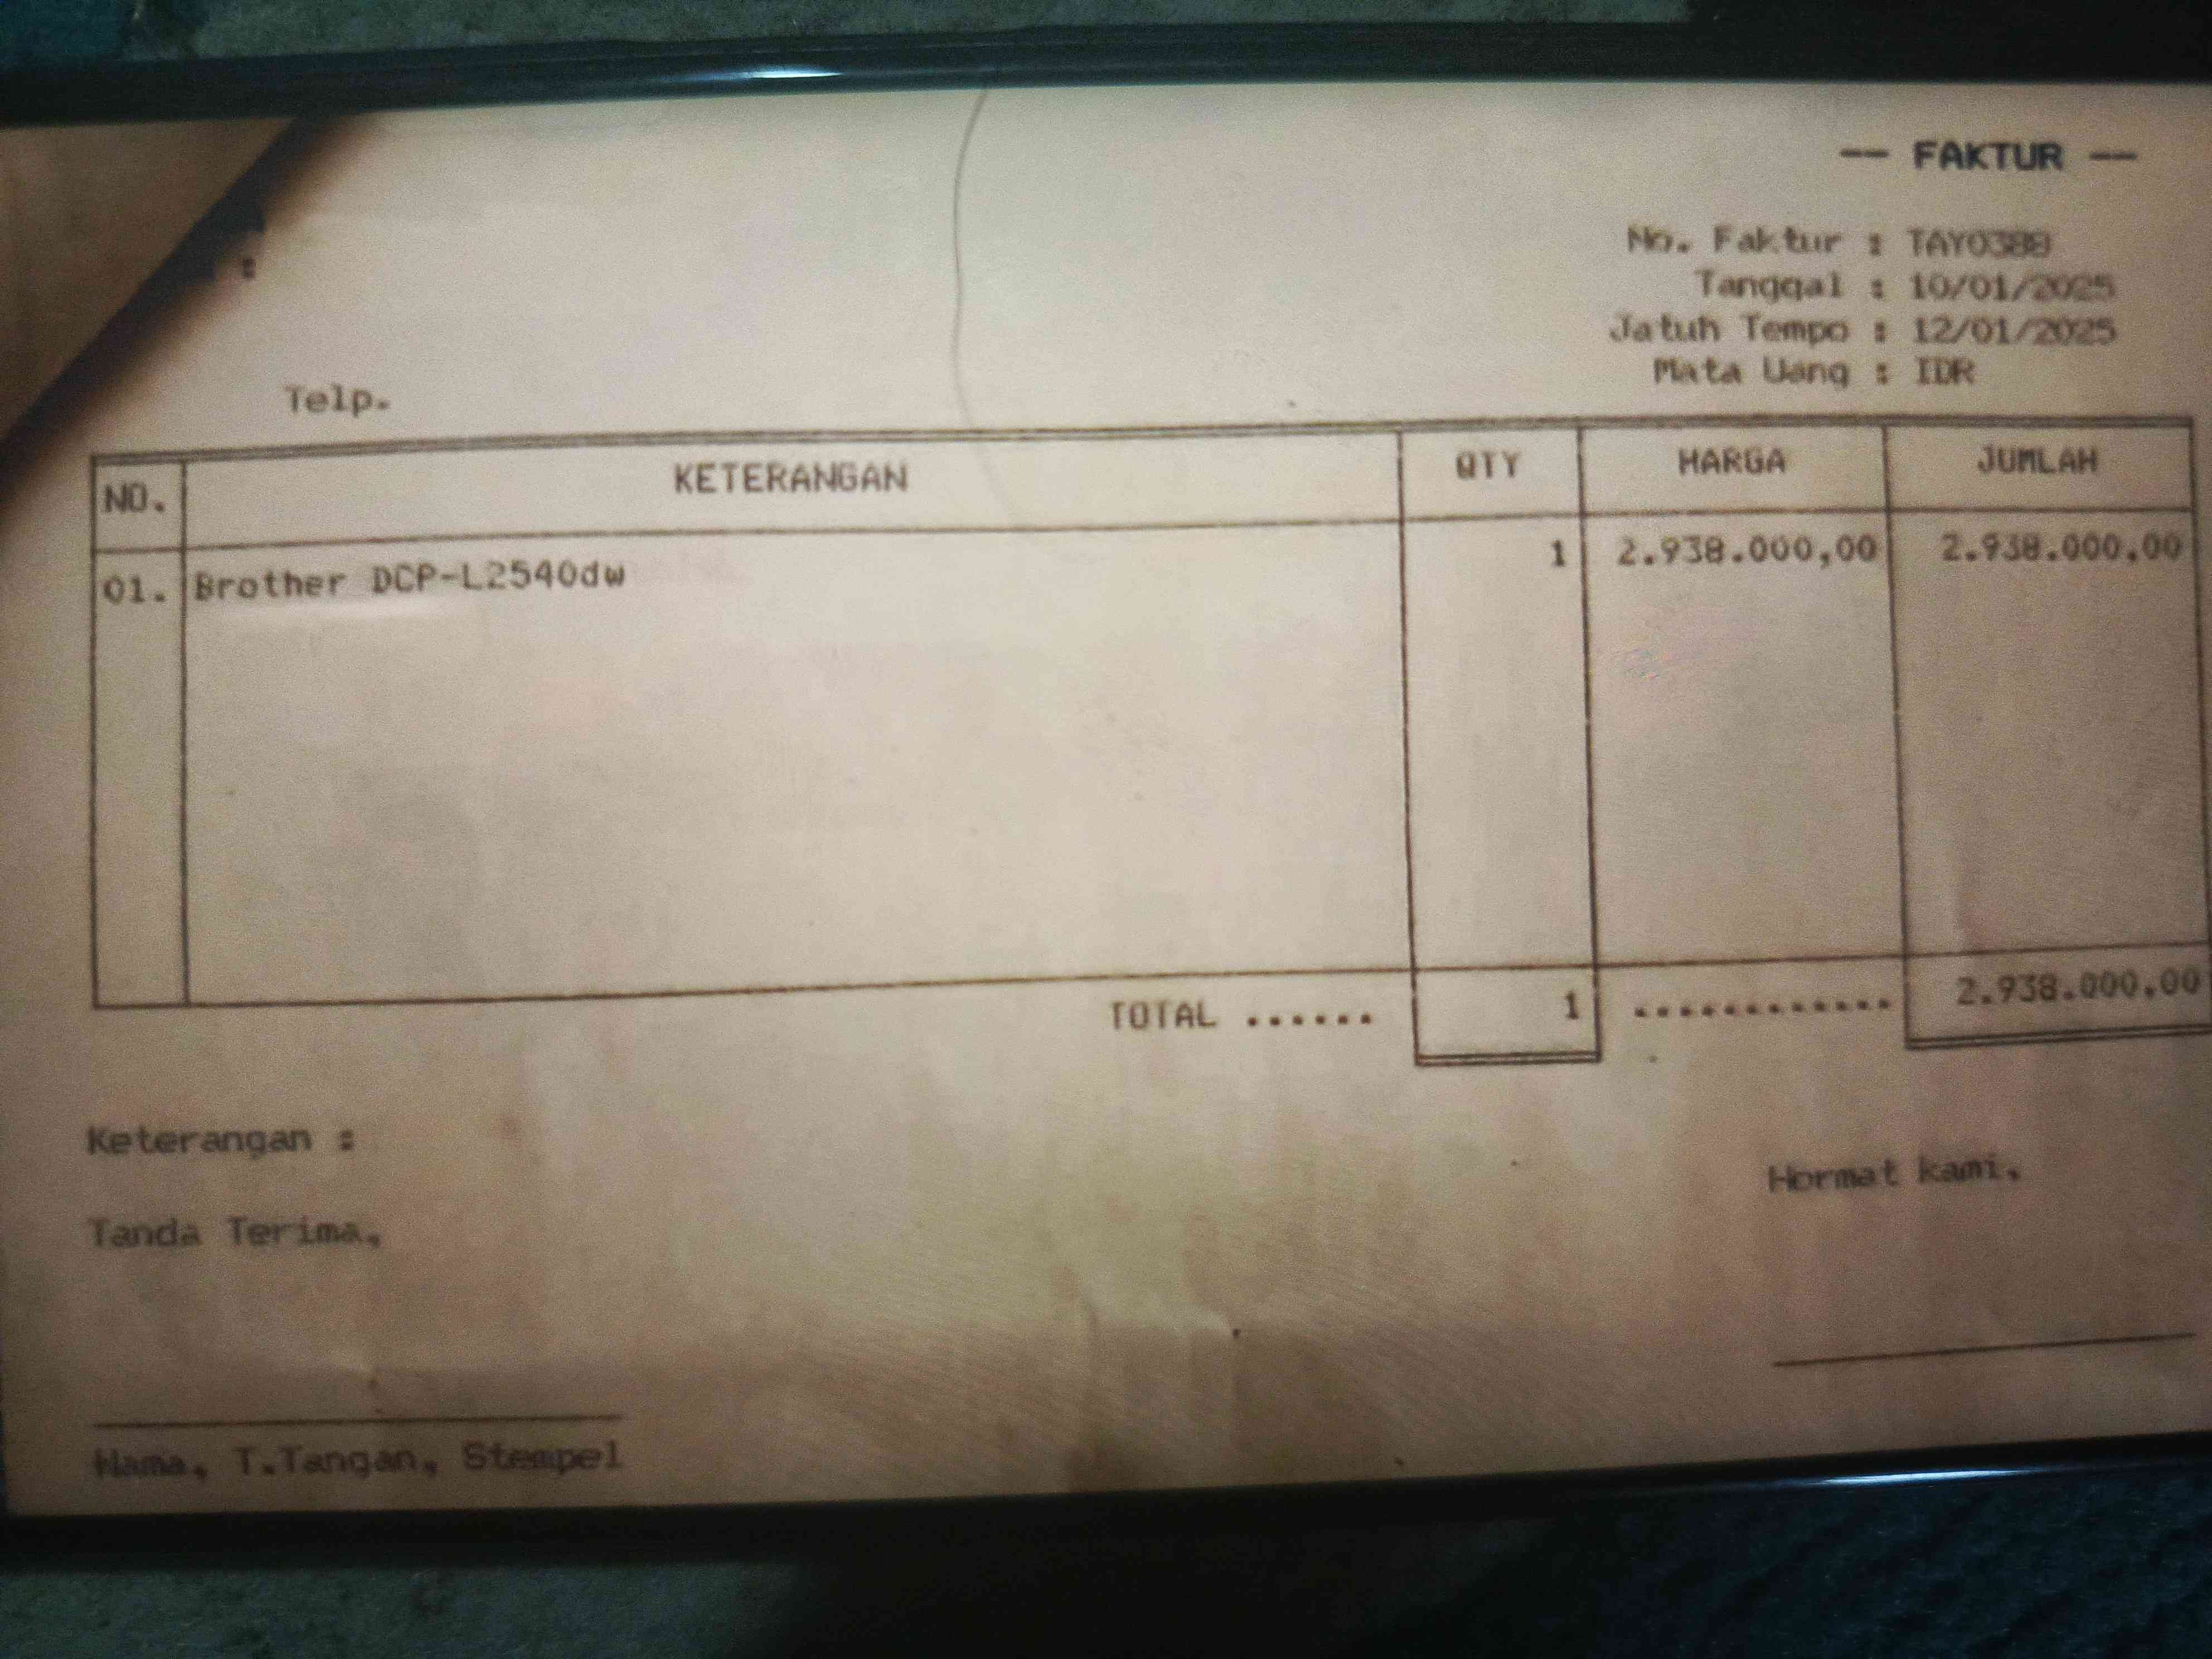 -- FAKTUR --
No. Faktur : TAY0388
Tanggal : 10/01/2025
:
Jatuh Tempo : 12/01/2025
Mata Uang : IDR
Telp.
NO. KETERANGAN QTY HARGA JUMLAH
01. Brother DCP-L2540dw 1 2.938.000,00 2.938.000,00
TOTAL ...... 1 ............ 2.938.000,00
Keterangan :
Hormat kami,
Tanda Terima,
Nama, T.Tangan, Stempel